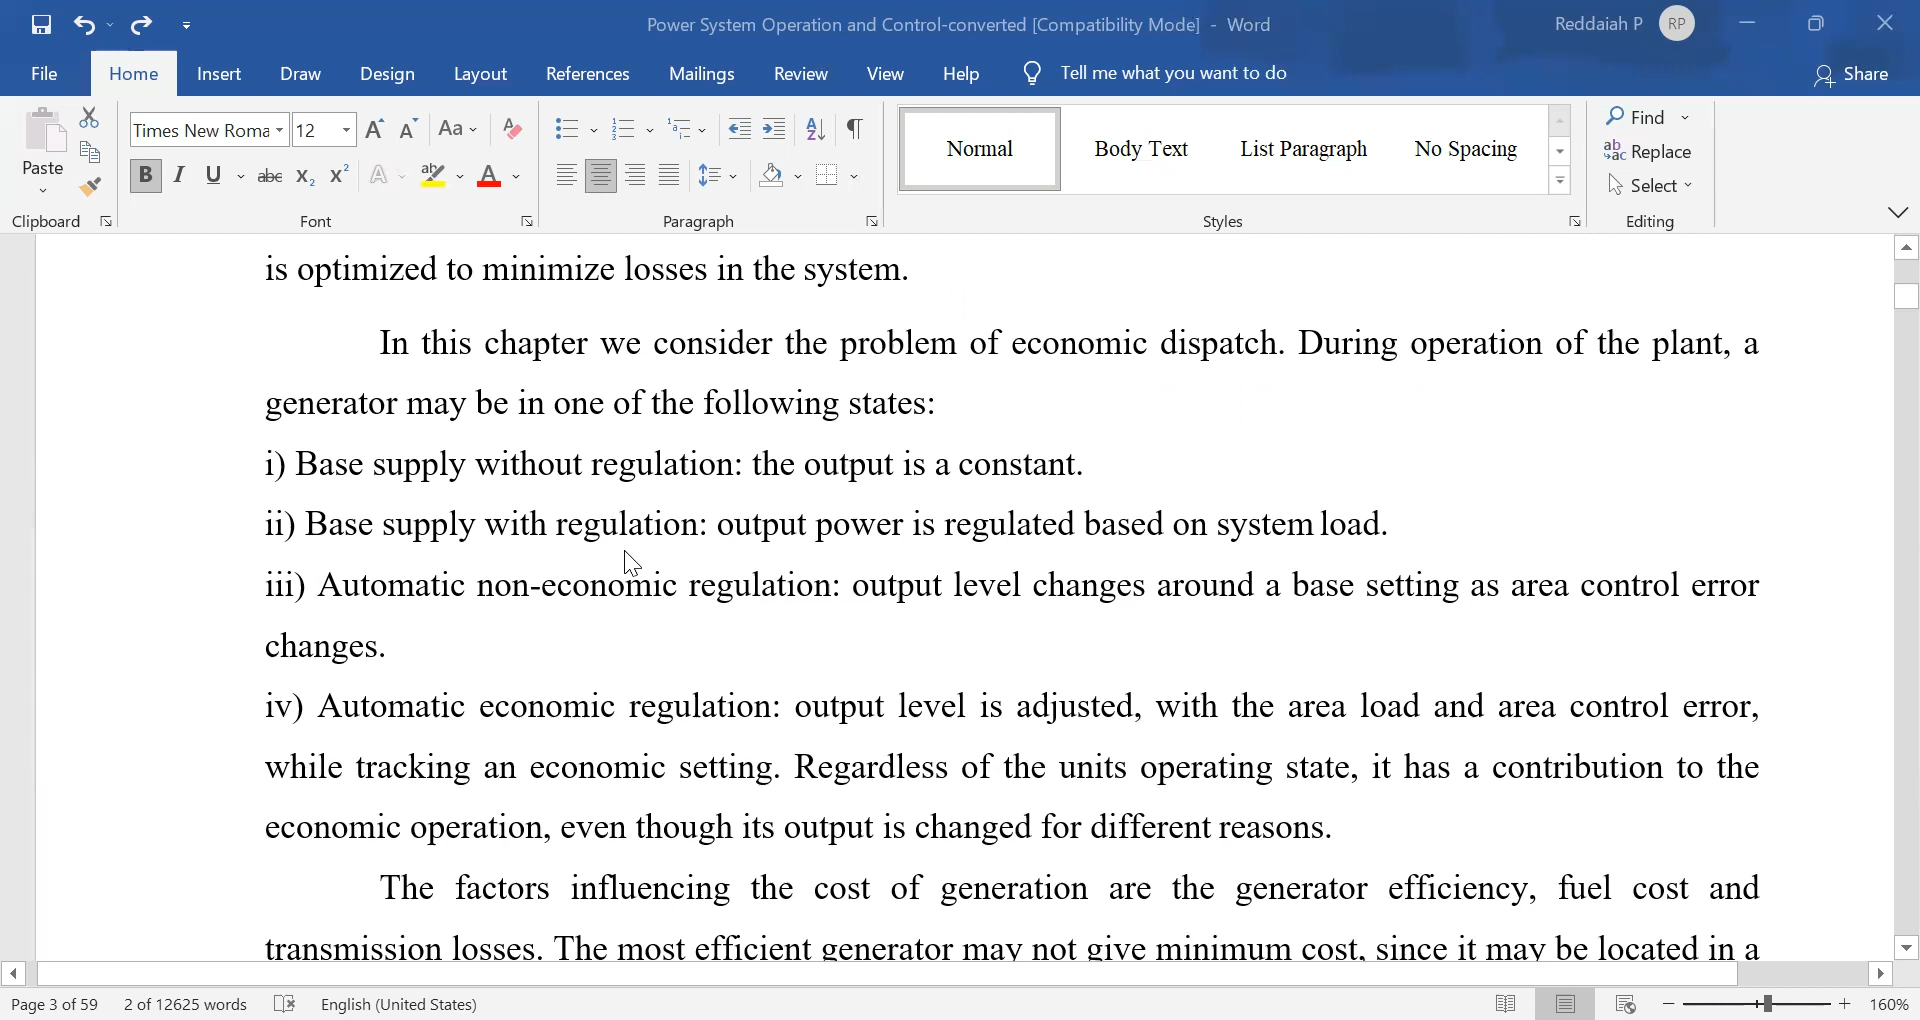 Power System Operation and Control-converted [Compatibility Mode] - Word
Reddaiah P RP
File Home Insert Draw Design Layout References Mailings Review View Help Tell me what you want to do Share
Paste
Clipboard
Times New Roma 12
Aa
B I U abc X₂ X²
A ab A
Font
Paragraph
Normal Body Text List Paragraph No Spacing
Styles
Find
Replace
Select
Editing
is optimized to minimize losses in the system.
In this chapter we consider the problem of economic dispatch. During operation of the plant, a
generator may be in one of the following states:
i) Base supply without regulation: the output is a constant.
ii) Base supply with regulation: output power is regulated based on system load.
iii) Automatic non-economic regulation: output level changes around a base setting as area control error
changes.
iv) Automatic economic regulation: output level is adjusted, with the area load and area control error,
while tracking an economic setting. Regardless of the units operating state, it has a contribution to the
economic operation, even though its output is changed for different reasons.
The factors influencing the cost of generation are the generator efficiency, fuel cost and
transmission losses. The most efficient generator may not give minimum cost, since it may be located in a
Page 3 of 59 2 of 12625 words English (United States) 160%